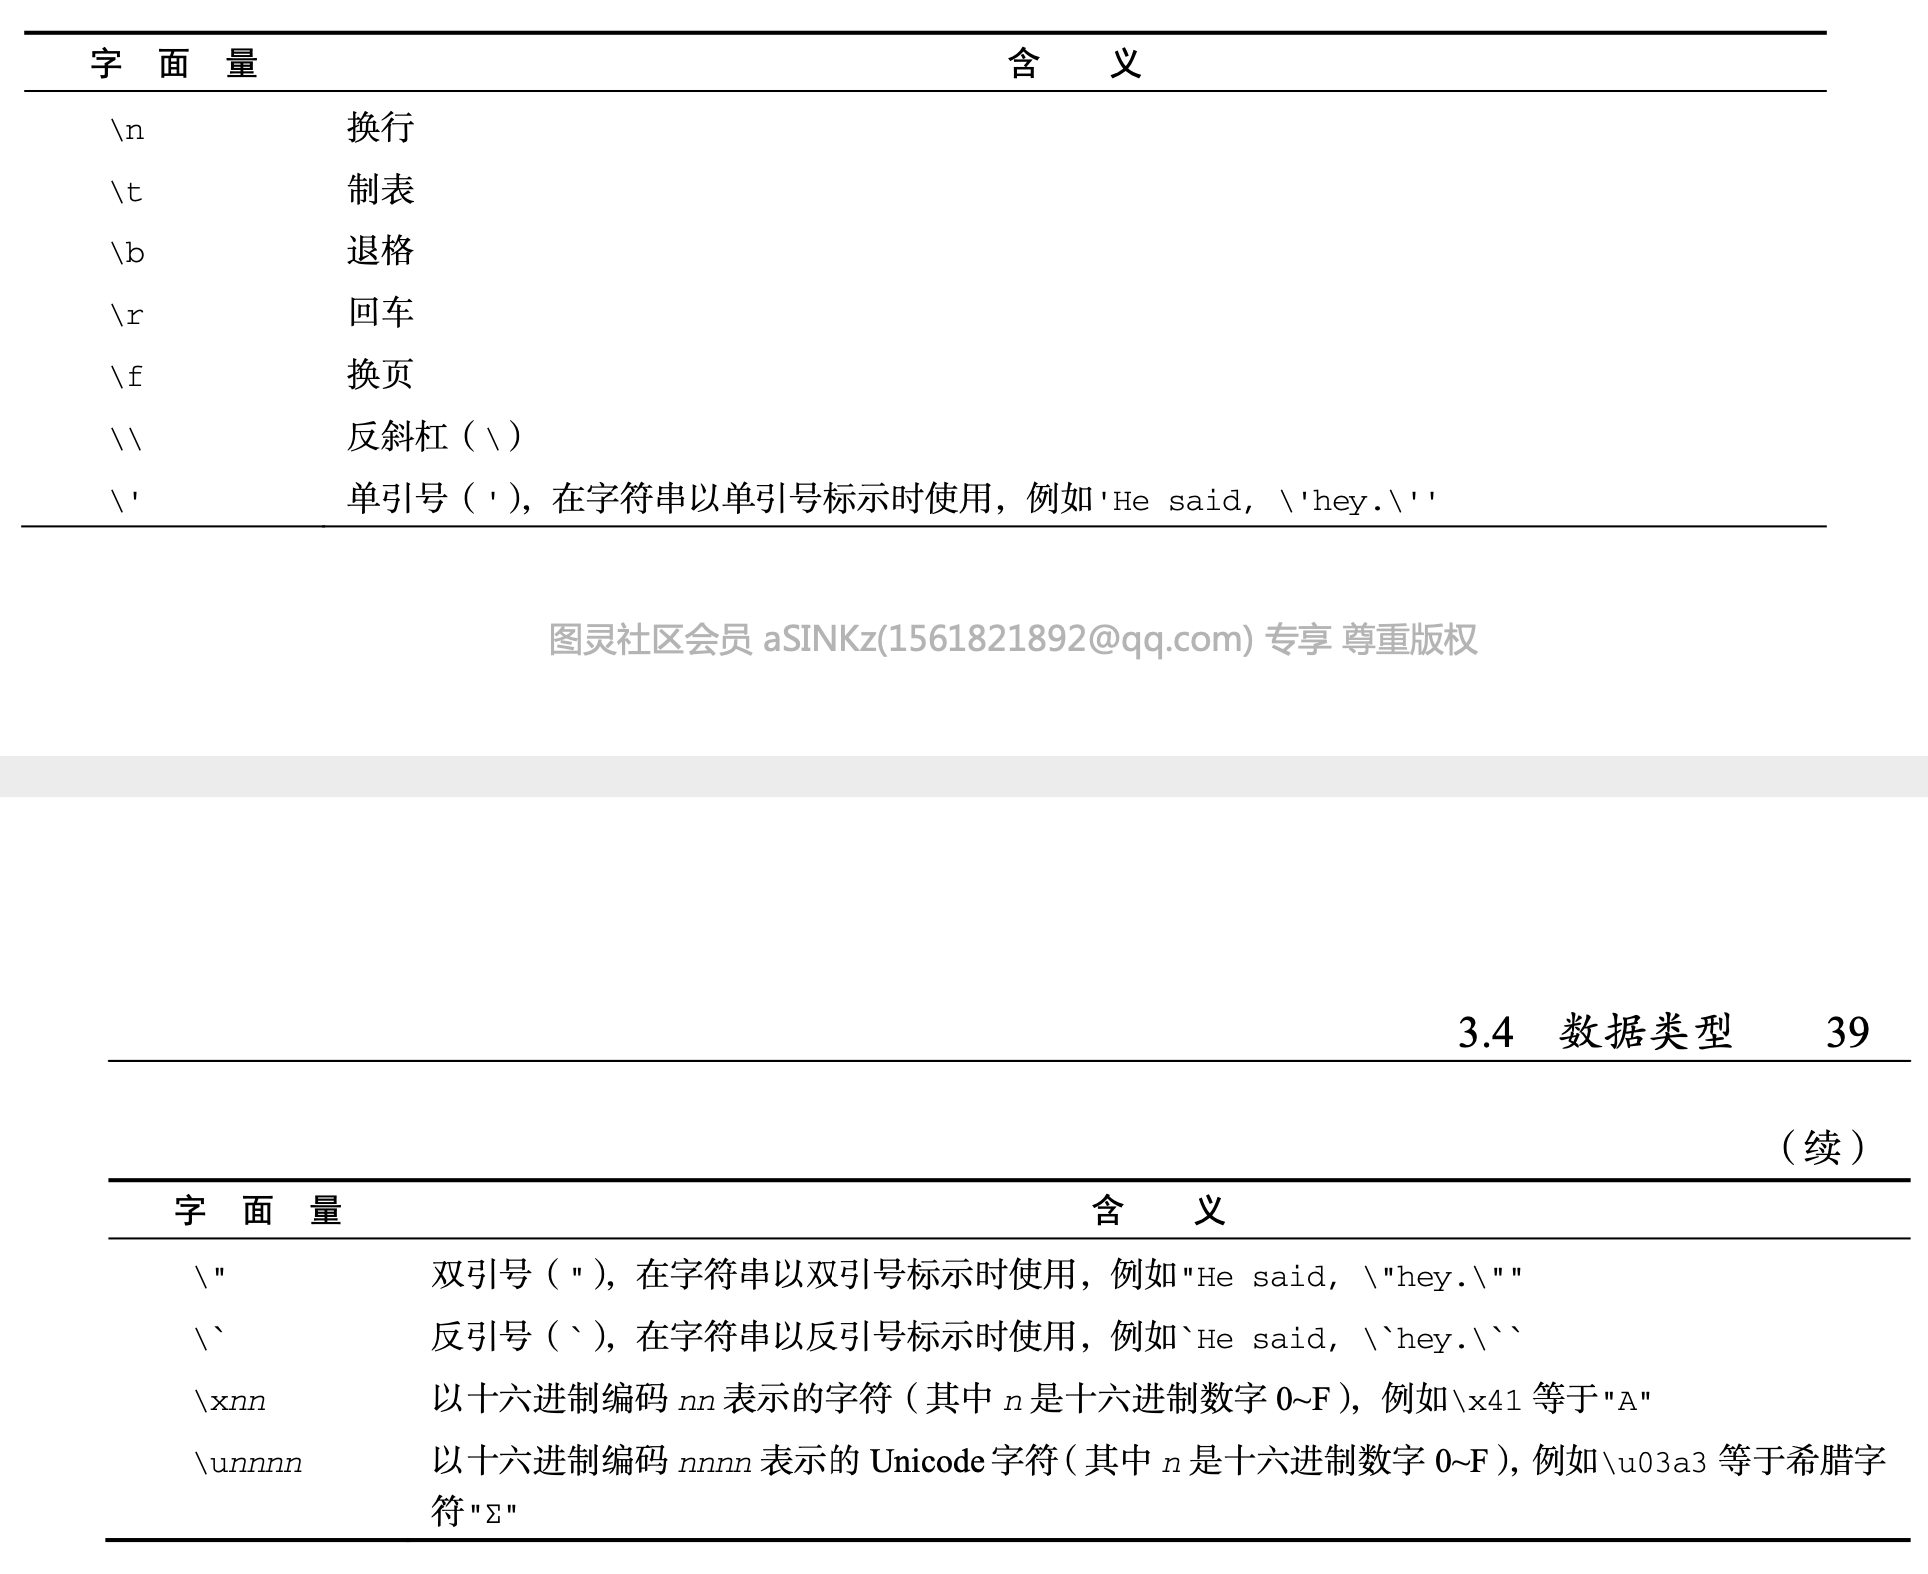 字 面 量 含 义
\n 换行
\t 制表
\b 退格
\r 回车
\f 换页
\\ 反斜杠（\）
\' 单引号（'），在字符串以单引号标示时使用，例如'He said, \'hey.\''
图灵社区会员 aSINKz(1561821892@qq.com) 专享 尊重版权
3.4 数据类型 39
（续）
字 面 量 含 义
\" 双引号（"），在字符串以双引号标示时使用，例如"He said, \"hey.\""
\` 反引号（`），在字符串以反引号标示时使用，例如`He said, \`hey.\``
\xnn 以十六进制编码 nn 表示的字符（其中 n 是十六进制数字 0~F），例如\x41 等于"A"
\unnnn 以十六进制编码 nnnn 表示的 Unicode 字符（其中 n 是十六进制数字 0~F），例如\u03a3 等于希腊字
符"Σ"